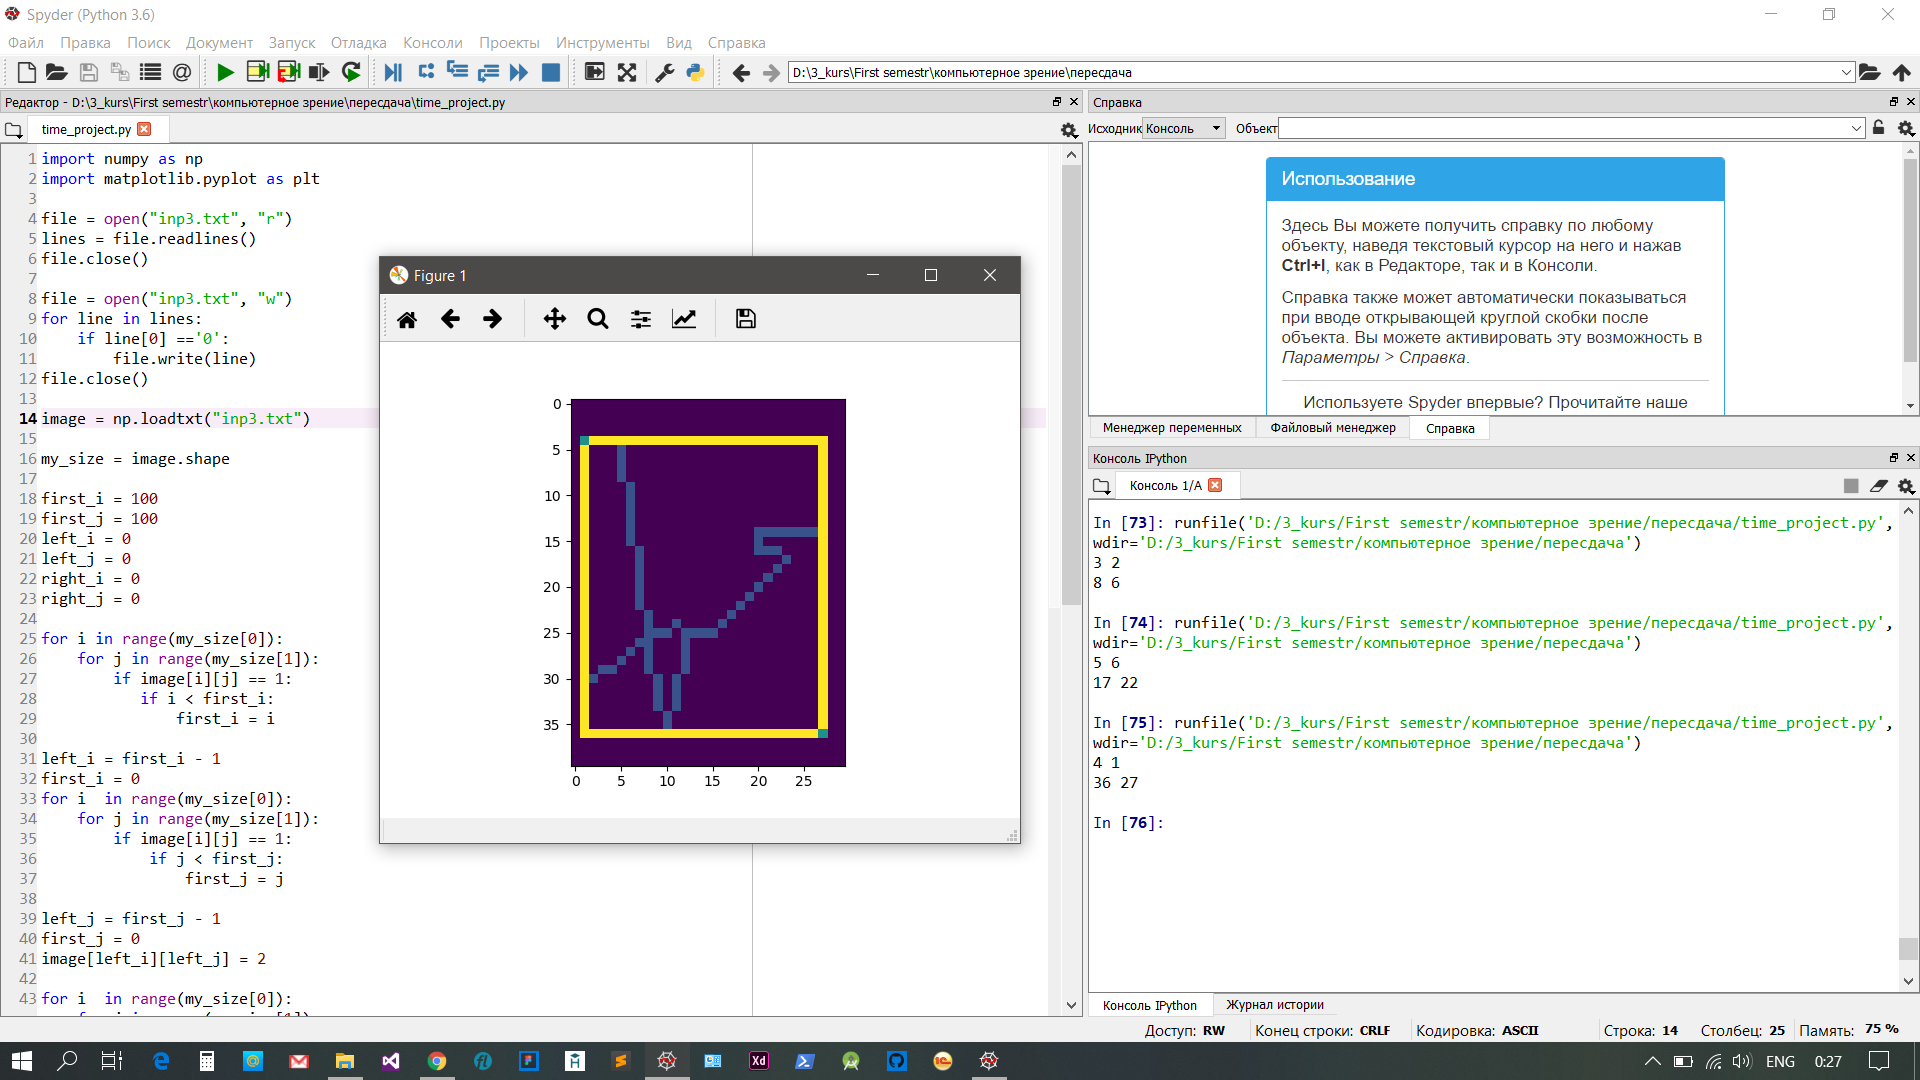 Spyder (Python 3.6)
Файл Правка Поиск Документ Запуск Отладка Консоли Проекты Инструменты Вид Справка
D:\3_kurs\First semestr\компьютерное зрение\пересдача
Редактор - D:\3_kurs\First semestr\компьютерное зрение\пересдача\time_project.py
time_project.py
1 import numpy as np
2 import matplotlib.pyplot as plt
3
4 file = open("inp3.txt", "r")
5 lines = file.readlines()
6 file.close()
7
8 file = open("inp3.txt", "w")
9 for line in lines:
10     if line[0] =='0':
11         file.write(line)
12 file.close()
13
14 image = np.loadtxt("inp3.txt")
15
16 my_size = image.shape
17
18 first_i = 100
19 first_j = 100
20 left_i = 0
21 left_j = 0
22 right_i = 0
23 right_j = 0
24
25 for i in range(my_size[0]):
26     for j in range(my_size[1]):
27         if image[i][j] == 1:
28            if i < first_i:
29                first_i = i
30
31 left_i = first_i - 1
32 first_i = 0
33 for i  in range(my_size[0]):
34     for j in range(my_size[1]):
35         if image[i][j] == 1:
36             if j < first_j:
37                 first_j = j
38
39 left_j = first_j - 1
40 first_j = 0
41 image[left_i][left_j] = 2
42
43 for i  in range(my_size[0]):
Figure 1
0
5
10
15
20
25
30
35
0 5 10 15 20 25
Справка
Исходник Консоль Объект
Использование
Здесь Вы можете получить справку по любому
объекту, наведя текстовый курсор на него и нажав
Ctrl+I, как в Редакторе, так и в Консоли.
Справка также может автоматически показываться
при вводе открывающей круглой скобки после
объекта. Вы можете активировать эту возможность в
Параметры > Справка.
Используете Spyder впервые? Прочитайте наше
Менеджер переменных Файловый менеджер Справка
Консоль IPython
Консоль 1/A
In [73]: runfile('D:/3_kurs/First semestr/компьютерное зрение/пересдача/time_project.py',
wdir='D:/3_kurs/First semestr/компьютерное зрение/пересдача')
3 2
8 6
In [74]: runfile('D:/3_kurs/First semestr/компьютерное зрение/пересдача/time_project.py',
wdir='D:/3_kurs/First semestr/компьютерное зрение/пересдача')
5 6
17 22
In [75]: runfile('D:/3_kurs/First semestr/компьютерное зрение/пересдача/time_project.py',
wdir='D:/3_kurs/First semestr/компьютерное зрение/пересдача')
4 1
36 27
In [76]:
Консоль IPython Журнал истории
Доступ: RW Конец строки: CRLF Кодировка: ASCII Строка: 14 Столбец: 25 Память: 75 %
Xd
ENG 0:27